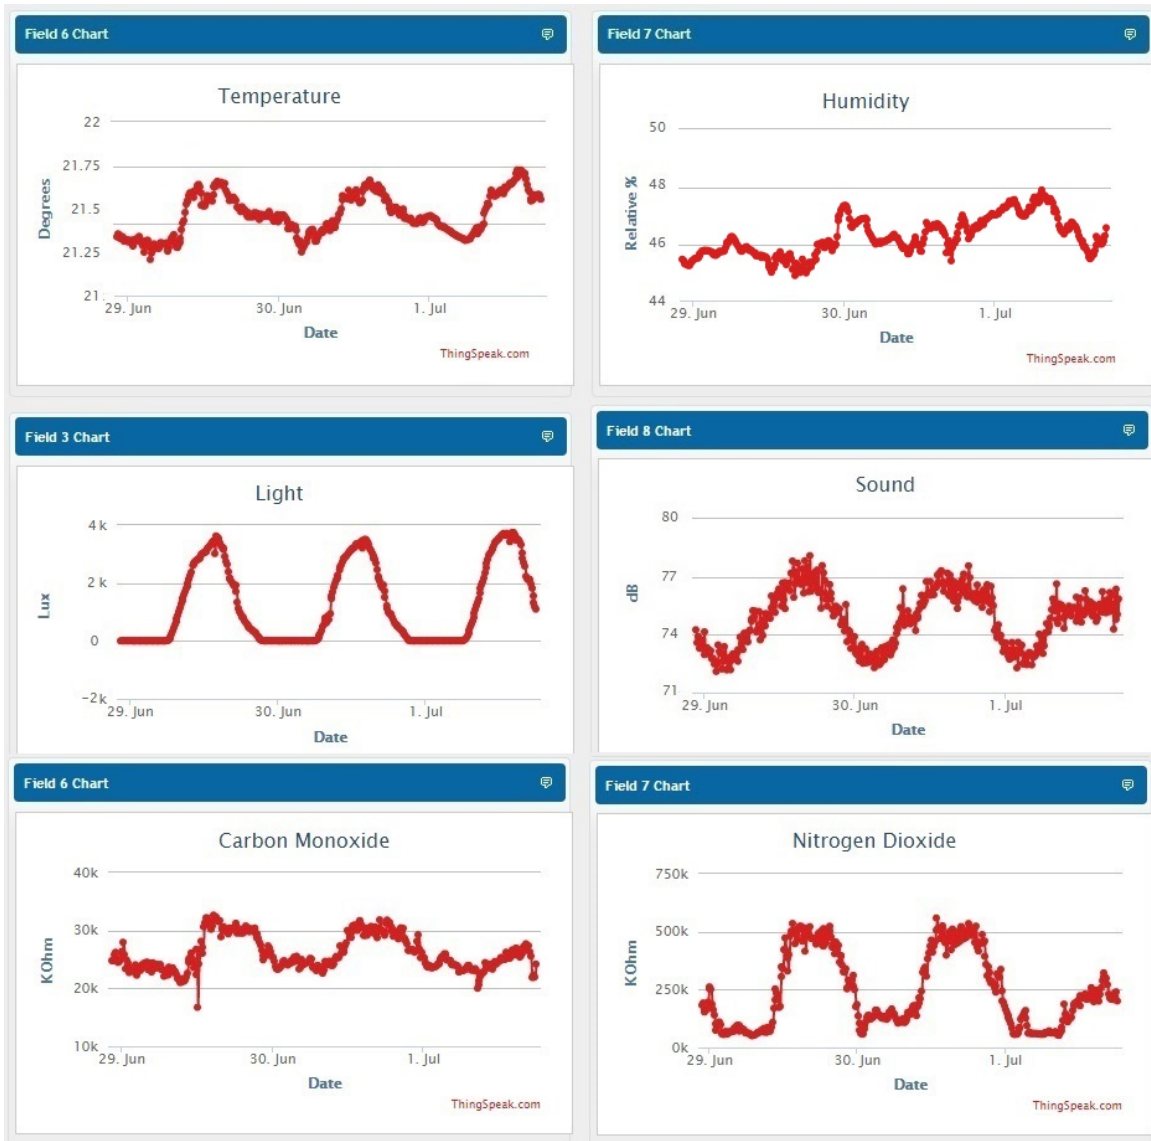 Field 6 Chart
Temperature
22
21.75
21.5
21.25
21
Degrees
29. Jun 30. Jun 1. Jul
Date
ThingSpeak.com
Field 7 Chart
Humidity
50
48
46
44
Relative %
29. Jun 30. Jun 1. Jul
Date
ThingSpeak.com
Field 3 Chart
Light
4k
2 k
0
-2k
Lux
29. Jun 30. Jun 1. Jul
Date
Field 8 Chart
Sound
80
77
74
71
dB
29. Jun 30. Jun 1. Jul
Date
Field 6 Chart
Carbon Monoxide
40k
30k
20k
10k
KOhm
29. Jun 30. Jun 1. Jul
Date
ThingSpeak.com
Field 7 Chart
Nitrogen Dioxide
750k
500k
250k
0k
KOhm
29. Jun 30. Jun 1. Jul
Date
ThingSpeak.com